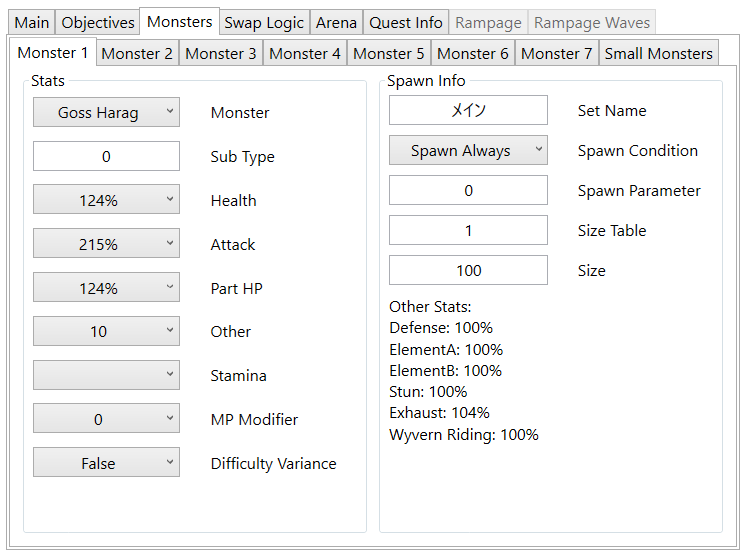 Main Objectives Monsters Swap Logic Arena Quest Info Rampage Rampage Waves
Monster 1 Monster 2 Monster 3 Monster 4 Monster 5 Monster 6 Monster 7 Small Monsters
Stats
Goss Harag Monster
0 Sub Type
124% Health
215% Attack
124% Part HP
10 Other
Stamina
0 MP Modifier
False Difficulty Variance
Spawn Info
メイン Set Name
Spawn Always Spawn Condition
0 Spawn Parameter
1 Size Table
100 Size
Other Stats:
Defense: 100%
ElementA: 100%
ElementB: 100%
Stun: 100%
Exhaust: 104%
Wyvern Riding: 100%